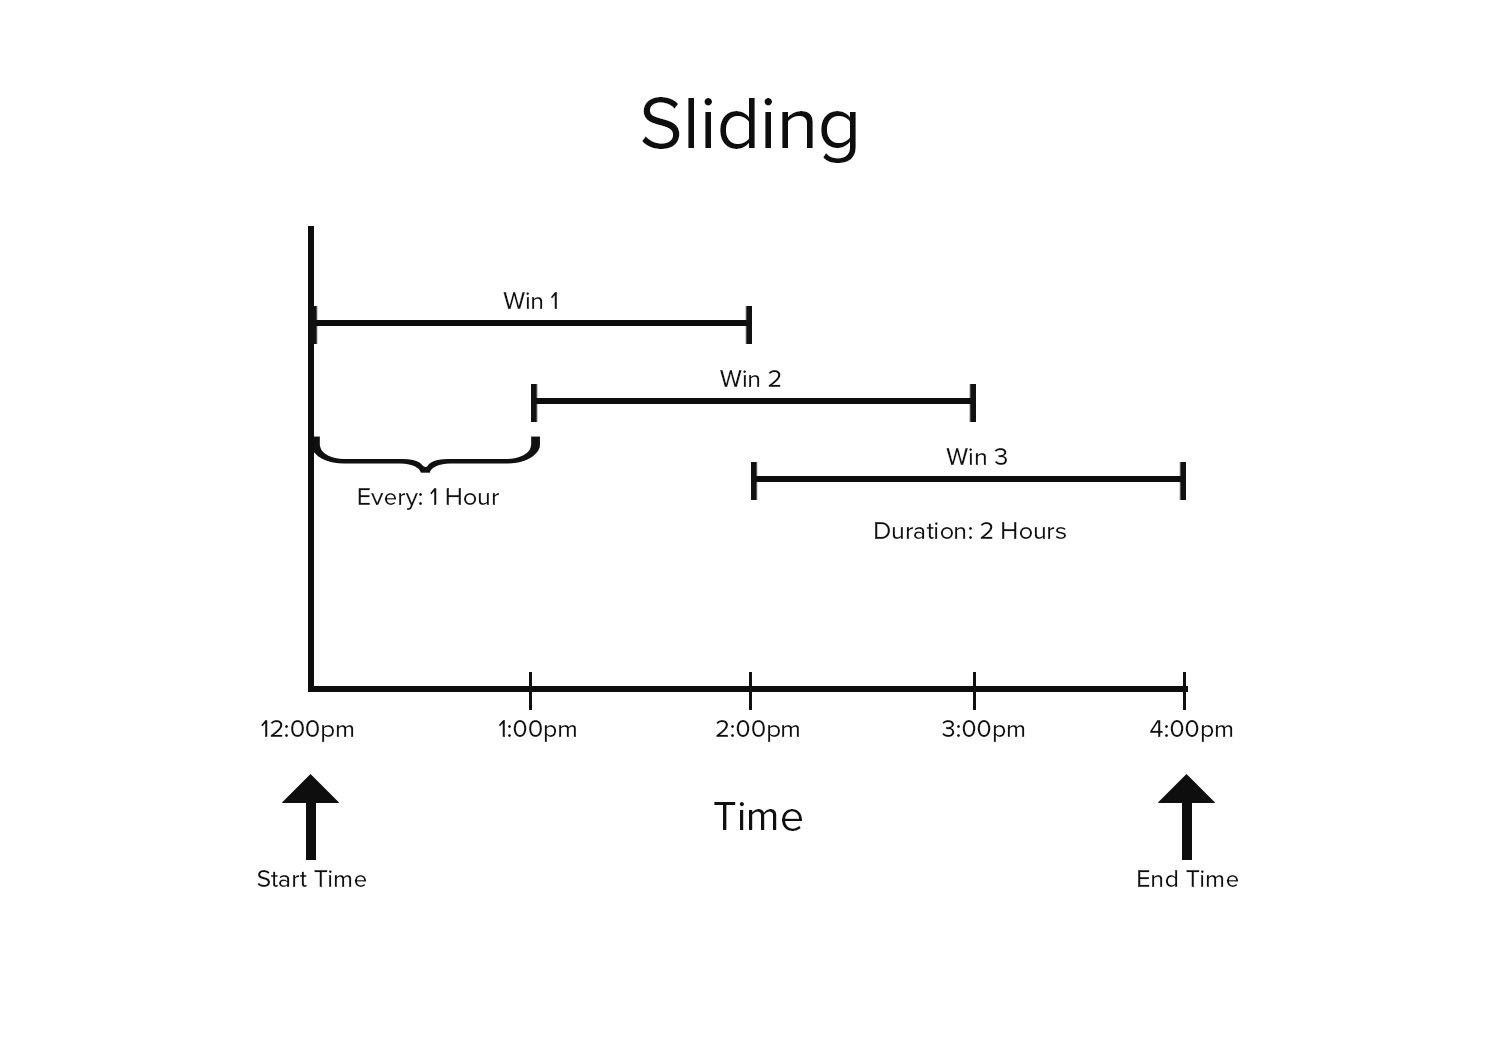 Sliding
Win 1
Win 2
Win 3
Every: 1 Hour
Duration: 2 Hours
12:00pm 1:00pm 2:00pm 3:00pm 4:00pm
Time
Start Time End Time